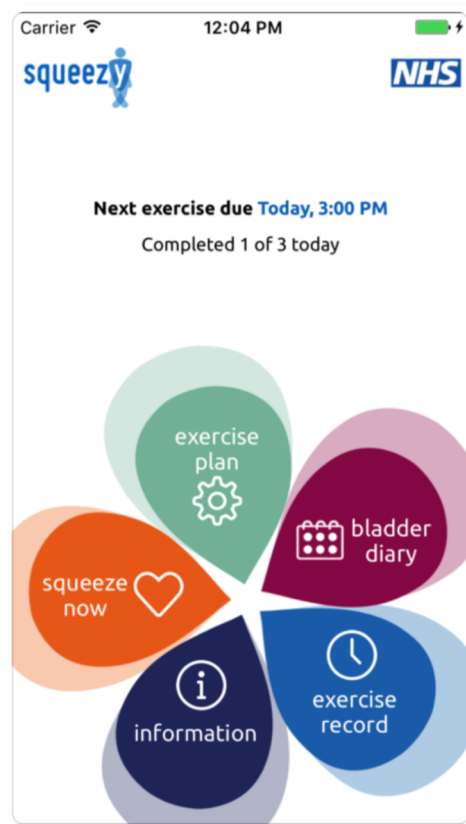 Carrier 12:04 PM
squeezy NHS
Next exercise due Today, 3:00 PM
Completed 1 of 3 today
exercise
plan
bladder
diary
squeeze
now
exercise
record
information